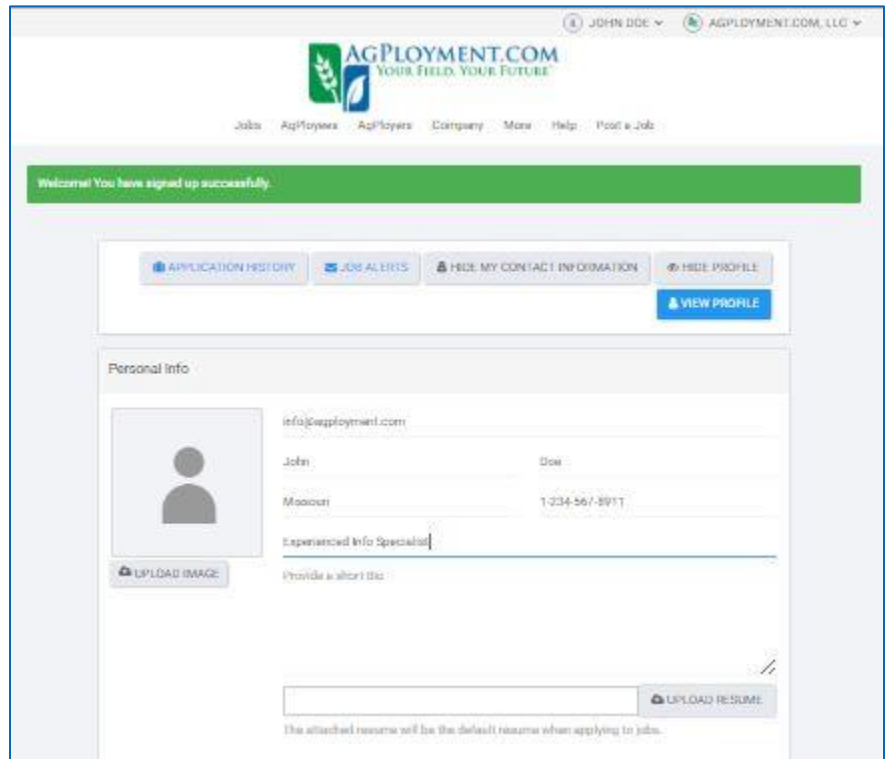 JOHN DOE AGPLOYMENT.COM, LLC
AGPLOYMENT.COM
YOUR FIELD. YOUR FUTURE
Jobs AgPloyees AgPloyers Company More Help Post a Job
Welcome! You have signed up successfully.
APPLICATION HISTORY JOB ALERTS HIDE MY CONTACT INFORMATION HIDE PROFILE
VIEW PROFILE
Personal Info
info@agployment.com
John Doe
Missouri 1-234-567-8911
Experienced Info Specialist
UPLOAD IMAGE Provide a short Bio
UPLOAD RESUME
The attached resume will be the default resume when applying to jobs.